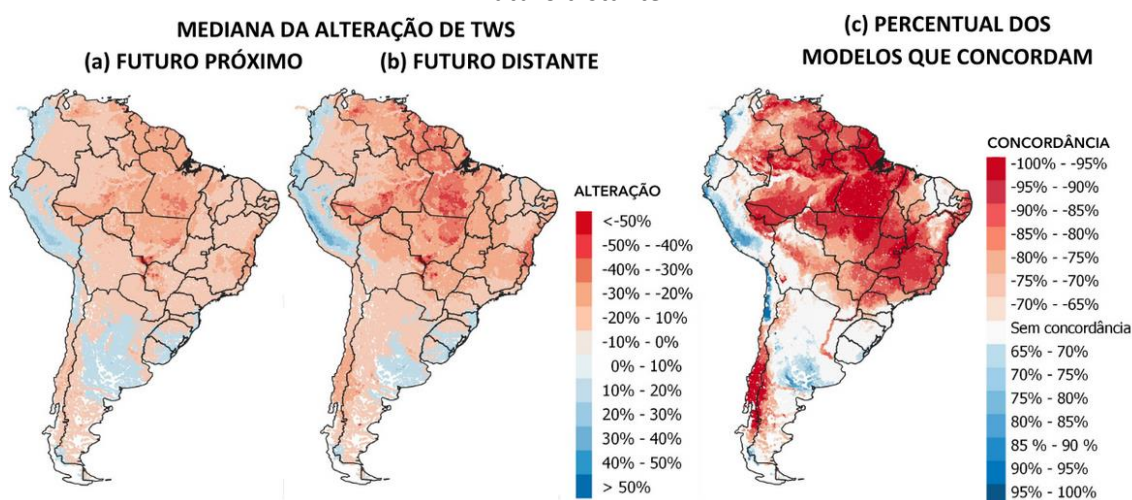 MEDIANA DA ALTERAÇÃO DE TWS
(a) FUTURO PRÓXIMO
(b) FUTURO DISTANTE
(c) PERCENTUAL DOS
MODELOS QUE CONCORDAM
ALTERAÇÃO
<-50%
-50% - -40%
-40% - -30%
-30% - -20%
-20% - 10%
-10% - 0%
0% - 10%
10% - 20%
20% - 30%
30% - 40%
40% - 50%
> 50%
CONCORDÂNCIA
-100% - -95%
-95% - -90%
-90% - -85%
-85% - -80%
-80% - -75%
-75% - -70%
-70% - -65%
Sem concordância
65% - 70%
70% - 75%
75% - 80%
80% - 85%
85 % - 90 %
90% - 95%
95% - 100%